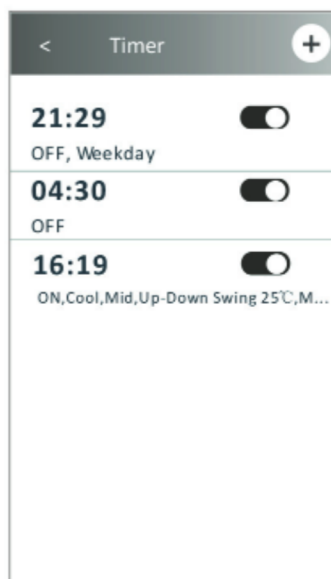 < Timer +
21:29
OFF, Weekday
04:30
OFF
16:19
ON,Cool,Mid,Up-Down Swing 25℃,M...